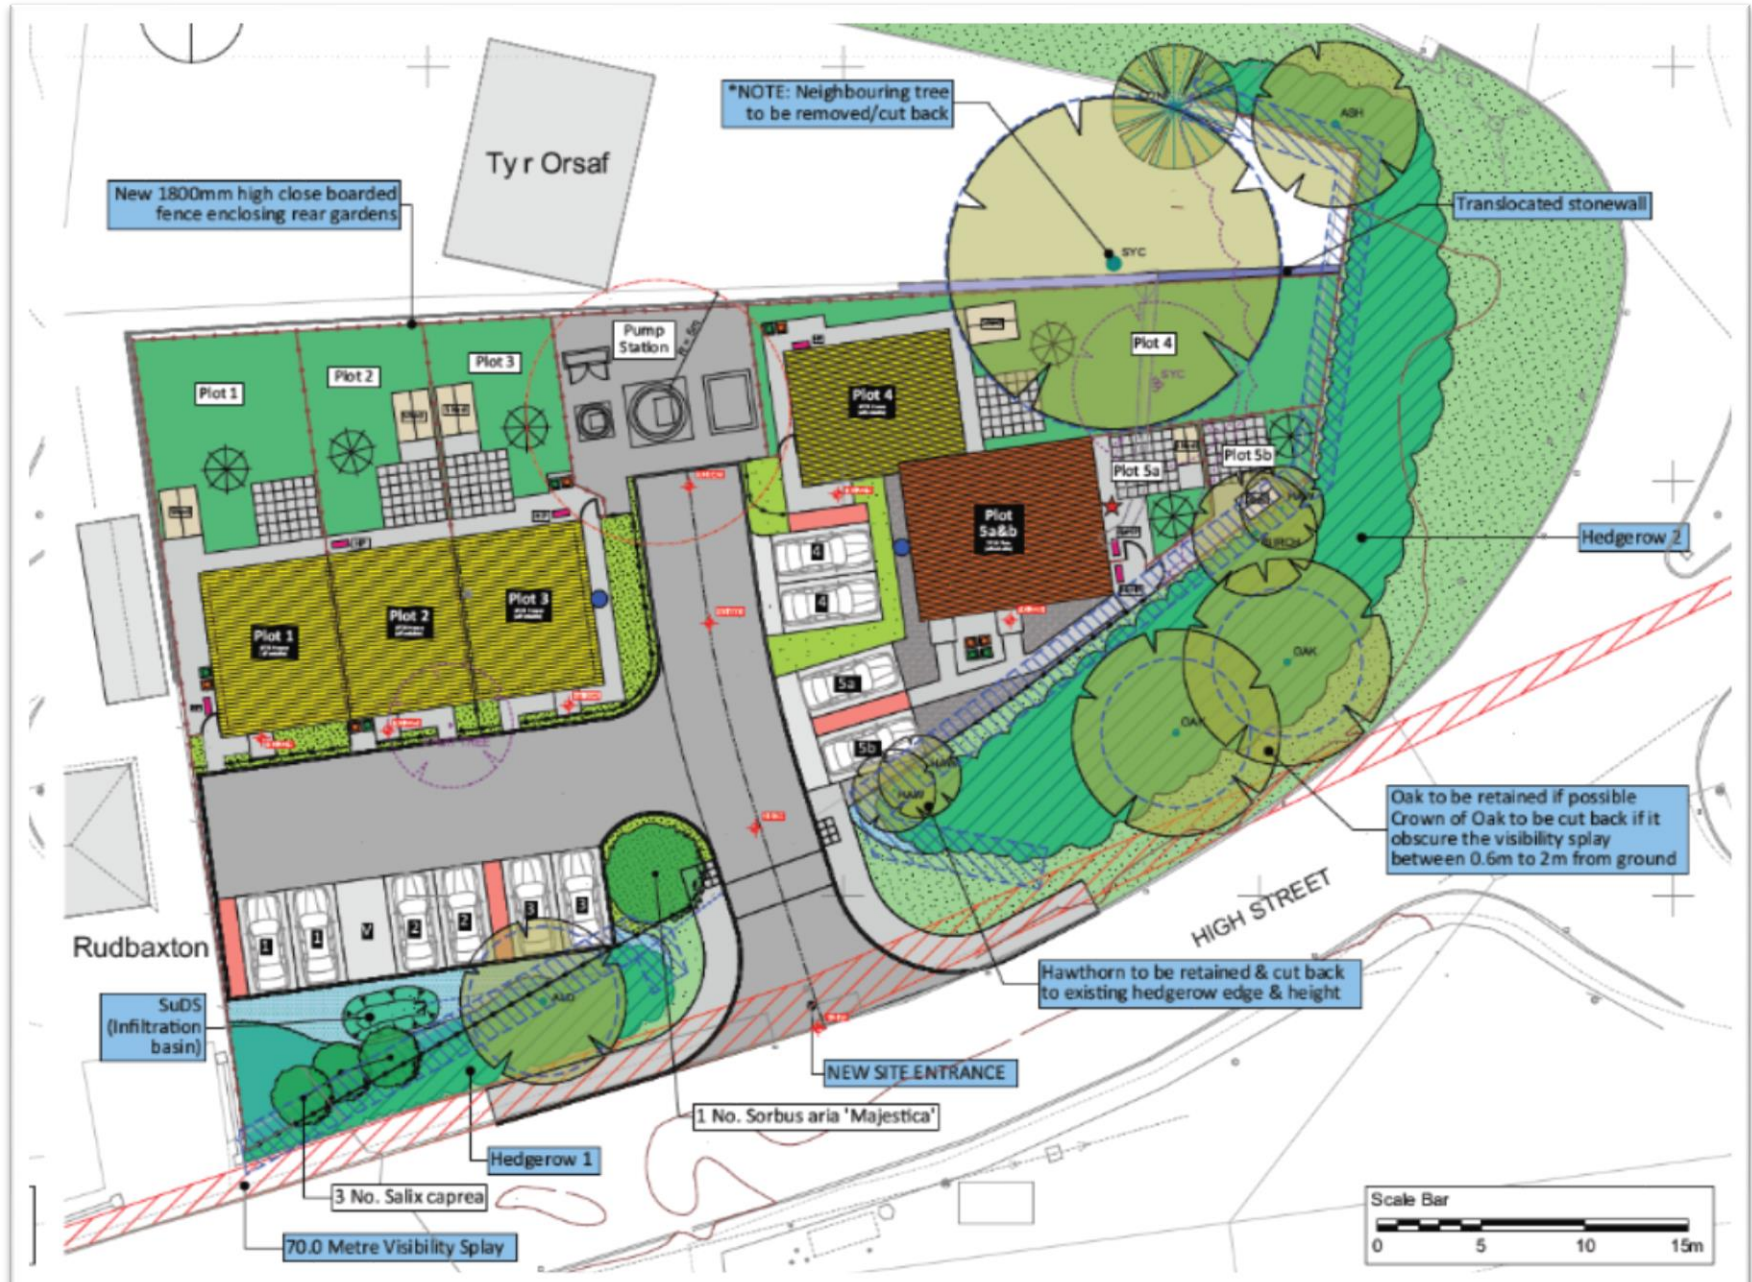 *NOTE: Neighbouring tree
to be removed/cut back
ASH
Ty r Orsaf
New 1800mm high close boarded
fence enclosing rear gardens
Translocated stonewall
SYC
Pump
Station
R = 5m
Plot 1
Plot 2
Plot 3
Plot 4
Plot 4
SYC
Plot 5a
Plot 5b
Plot
5a&b
Hedgerow 2
BIRCH
Plot 1
Plot 2
Plot 3
4
4
OAK
OAK
5a
5b
HAW
Oak to be retained if possible
Crown of Oak to be cut back if it
obscure the visibility splay
between 0.6m to 2m from ground
1
1
V
2
2
3
3
HIGH STREET
Rudbaxton
Hawthorn to be retained & cut back
to existing hedgerow edge & height
SuDS
(Infiltration
basin)
NEW SITE ENTRANCE
1 No. Sorbus aria 'Majestica'
Hedgerow 1
3 No. Salix caprea
70.0 Metre Visibility Splay
Scale Bar
0 5 10 15m